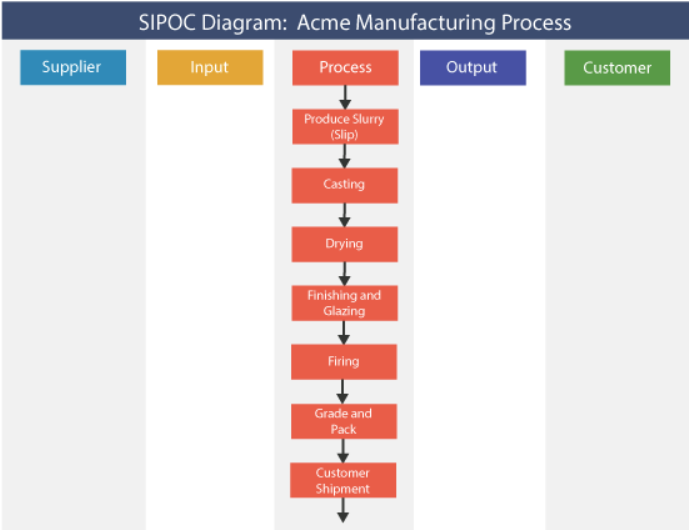 SIPOC Diagram: Acme Manufacturing Process
Supplier
Input
Process
Output
Customer
Produce Slurry
(Slip)
Casting
Drying
Finishing and
Glazing
Firing
Grade and
Pack
Customer
Shipment